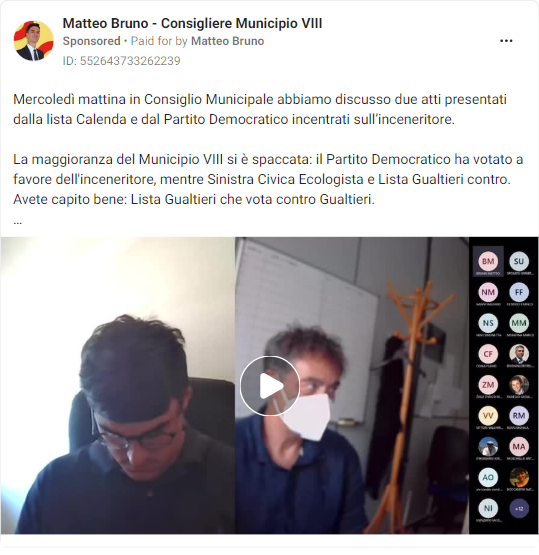 Matteo Bruno - Consigliere Municipio VIII
Sponsored • Paid for by Matteo Bruno
ID: 552643733262239
Mercoledì mattina in Consiglio Municipale abbiamo discusso due atti presentati
dalla lista Calenda e dal Partito Democratico incentrati sull'inceneritore.
La maggioranza del Municipio VIII si è spaccata: il Partito Democratico ha votato a
favore dell'inceneritore, mentre Sinistra Civica Ecologista e Lista Gualtieri contro.
Avete capito bene: Lista Gualtieri che vota contro Gualtieri.
...
BM SU
NM FF
NS MM
CF
ZM
VV RM
MA
AO
NI +12